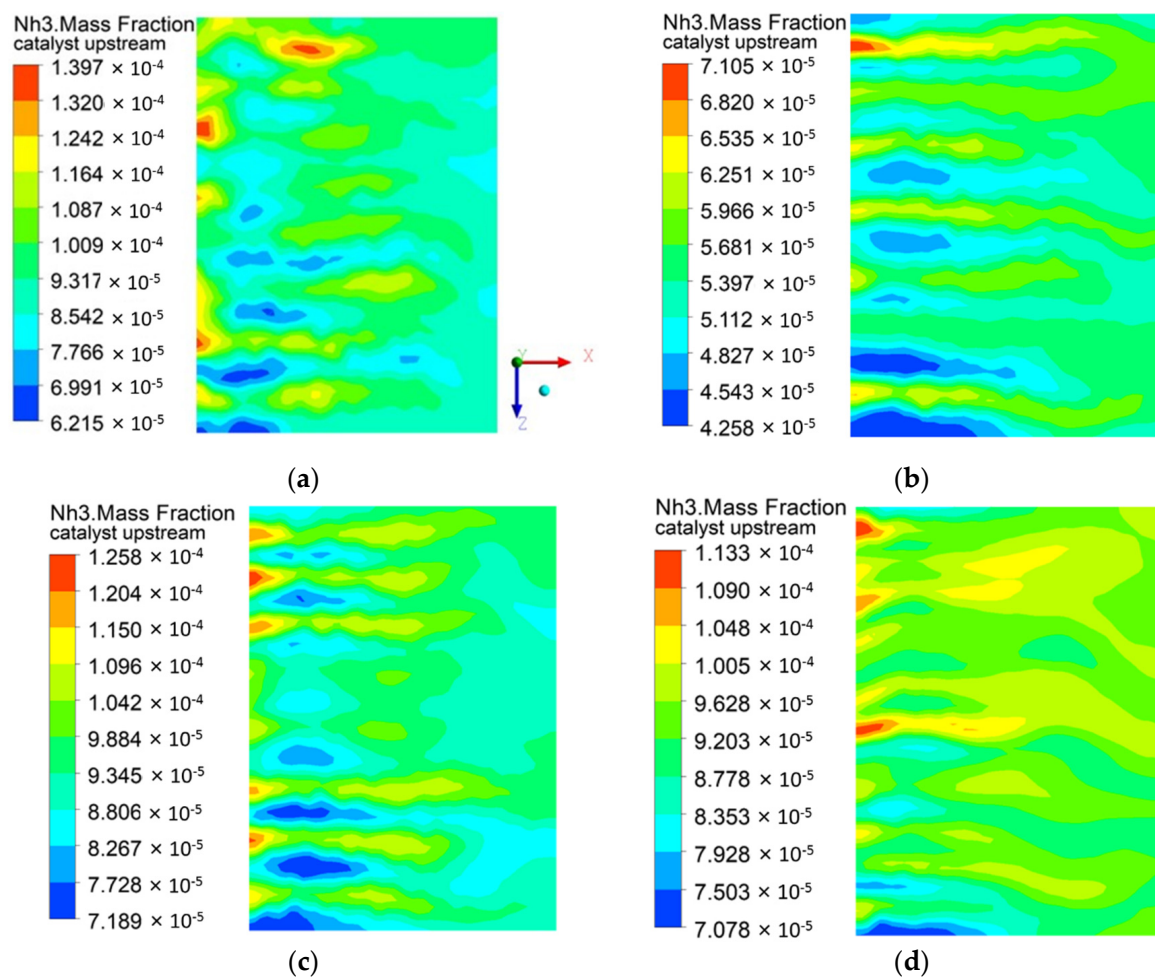 Nh3.Mass Fraction
catalyst upstream
1.397 × 10-4
1.320 × 10-4
1.242 × 10-4
1.164 × 10-4
1.087 × 10-4
1.009 × 10-4
9.317 × 10-5
8.542 × 10-5
7.766 × 10-5
6.991 × 10-5
6.215 × 10-5
Y
X
Z
(a)
Nh3.Mass Fraction
catalyst upstream
7.105 × 10-5
6.820 × 10-5
6.535 × 10-5
6.251 × 10-5
5.966 × 10-5
5.681 × 10-5
5.397 × 10-5
5.112 × 10-5
4.827 × 10-5
4.543 × 10-5
4.258 × 10-5
(b)
Nh3.Mass Fraction
catalyst upstream
1.258 × 10-4
1.204 × 10-4
1.150 × 10-4
1.096 × 10-4
1.042 × 10-4
9.884 × 10-5
9.345 × 10-5
8.806 × 10-5
8.267 × 10-5
7.728 × 10-5
7.189 × 10-5
(c)
Nh3.Mass Fraction
catalyst upstream
1.133 × 10-4
1.090 × 10-4
1.048 × 10-4
1.005 × 10-4
9.628 × 10-5
9.203 × 10-5
8.778 × 10-5
8.353 × 10-5
7.928 × 10-5
7.503 × 10-5
7.078 × 10-5
(d)